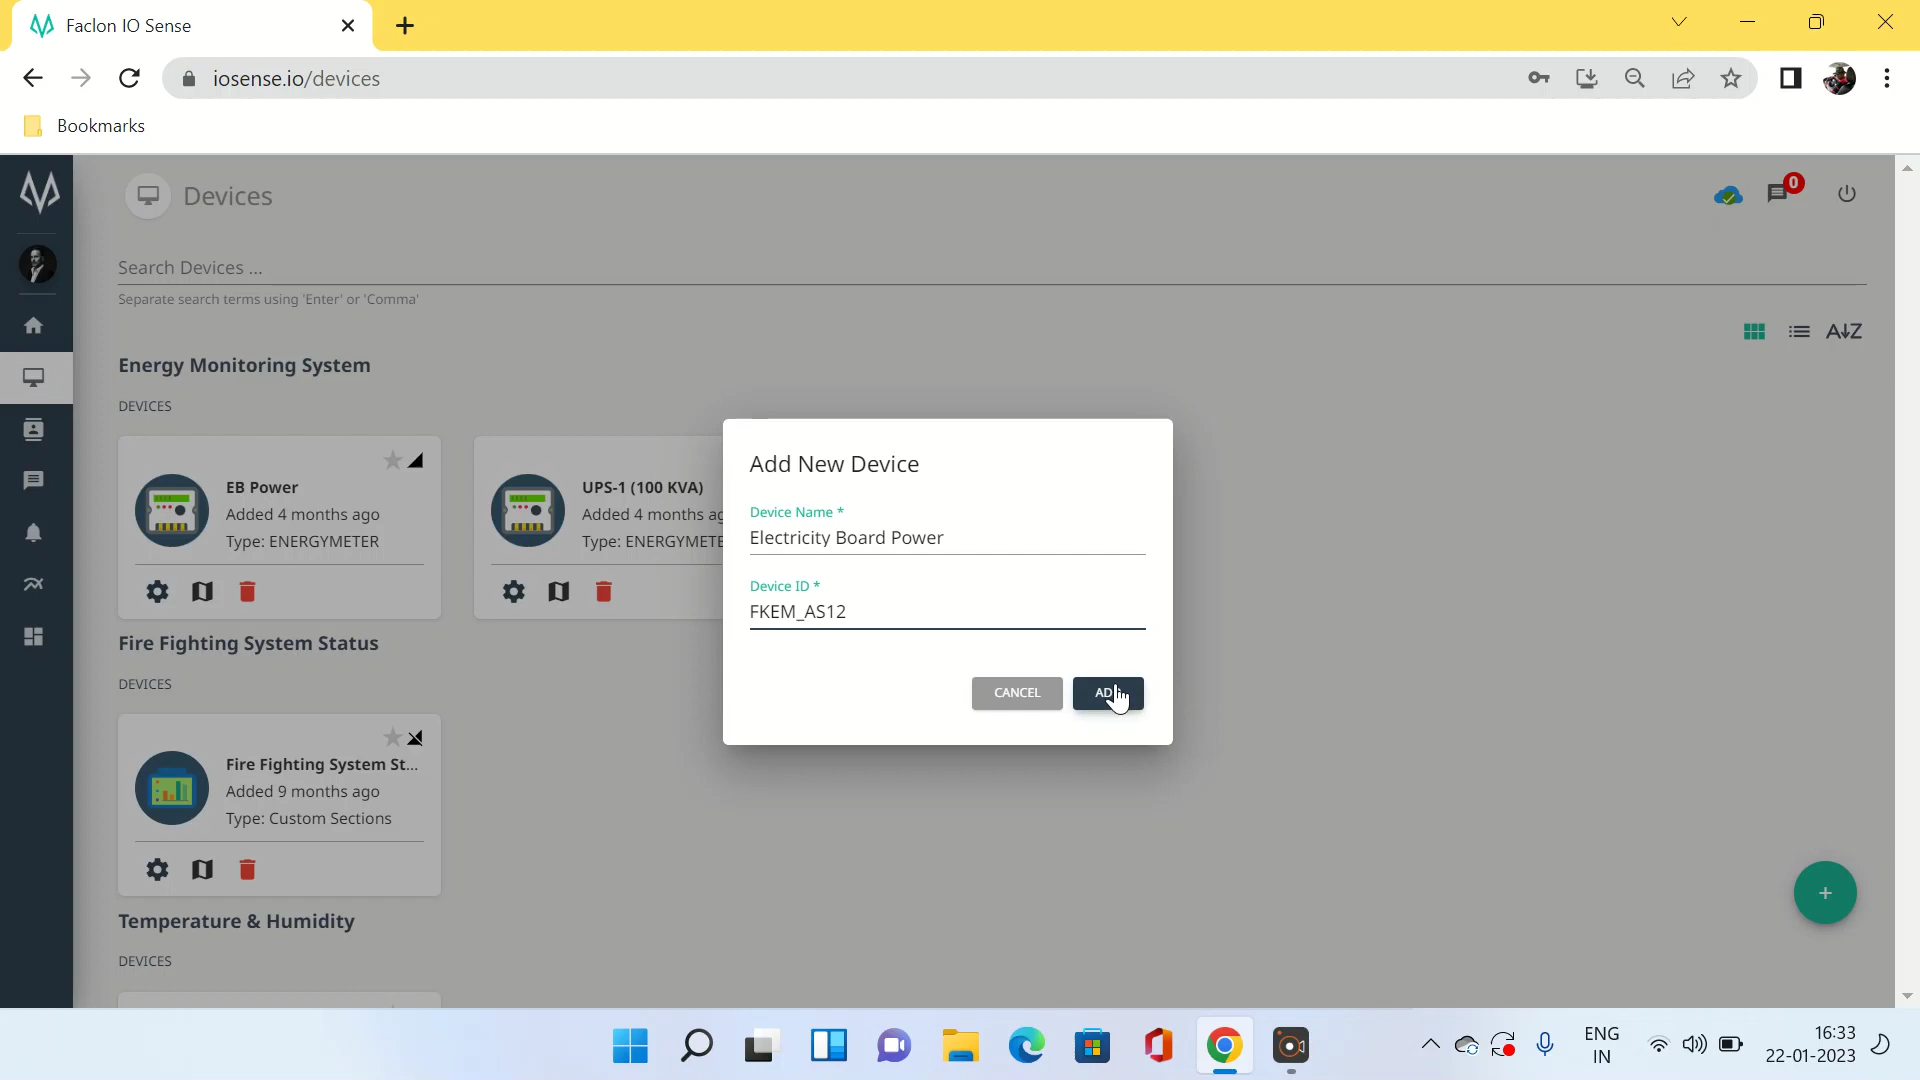 Faclon IO Sense
iosense.io/devices
Bookmarks
Devices
0
Search Devices ...
Separate search terms using 'Enter' or 'Comma'
A Z
Energy Monitoring System
DEVICES
EB Power
Added 4 months ago
Type: ENERGYMETER
UPS-1 (100 KVA)
Added 4 months ag
Type: ENERGYMETE
Add New Device
Device Name *
Electricity Board Power
Device ID *
FKEM_AS12
CANCEL
AD
Fire Fighting System Status
DEVICES
Fire Fighting System St...
Added 9 months ago
Type: Custom Sections
+
Temperature & Humidity
DEVICES
ENG
IN
16:33
22-01-2023